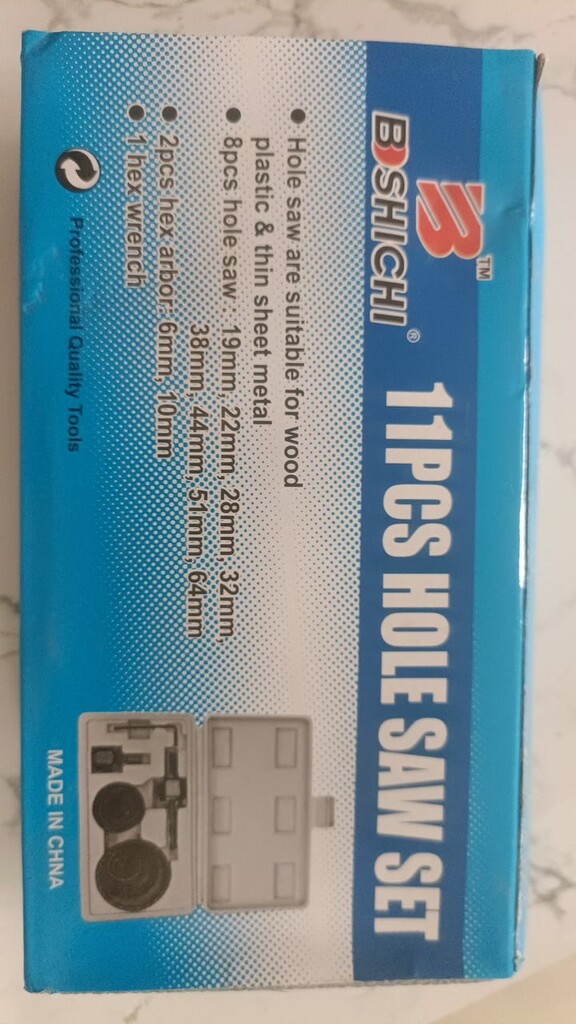 BOSHICHI® ™
11PCS HOLE SAW SET
● Hole saw are suitable for wood
plastic & thin sheet metal
● 8pcs hole saw : 19mm, 22mm, 28mm, 32mm,
38mm, 44mm, 51mm, 64mm
● 2pcs hex arbor: 6mm, 10mm
● 1 hex wrench
Professional Quality Tools
MADE IN CHNA